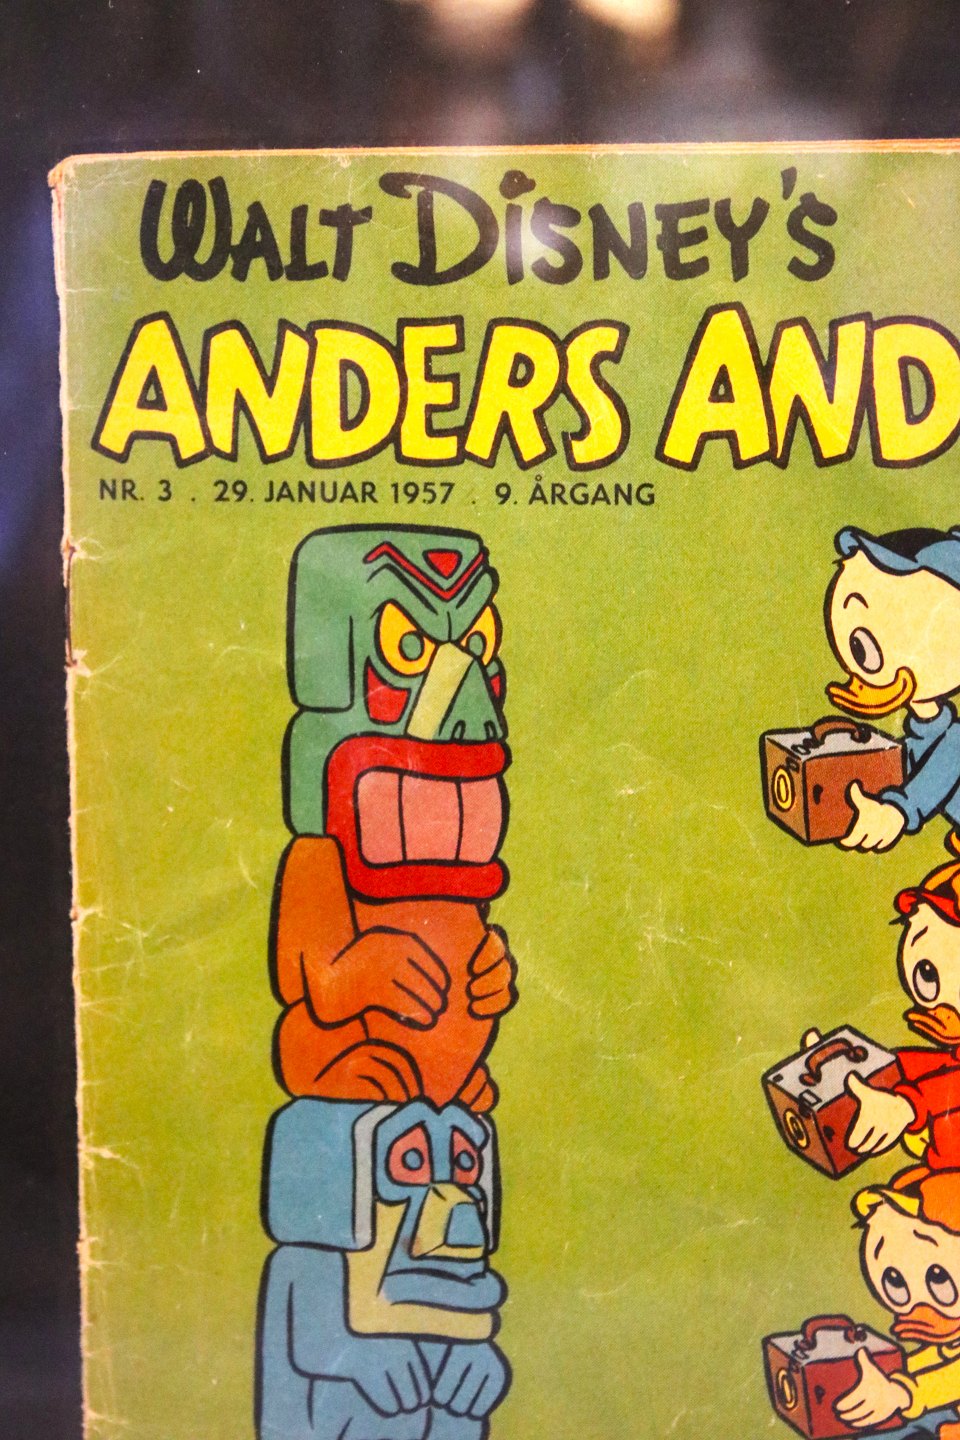 WALT DISNEY'S
ANDERS AND
NR. 3 . 29. JANUAR 1957 . 9. ÅRGANG